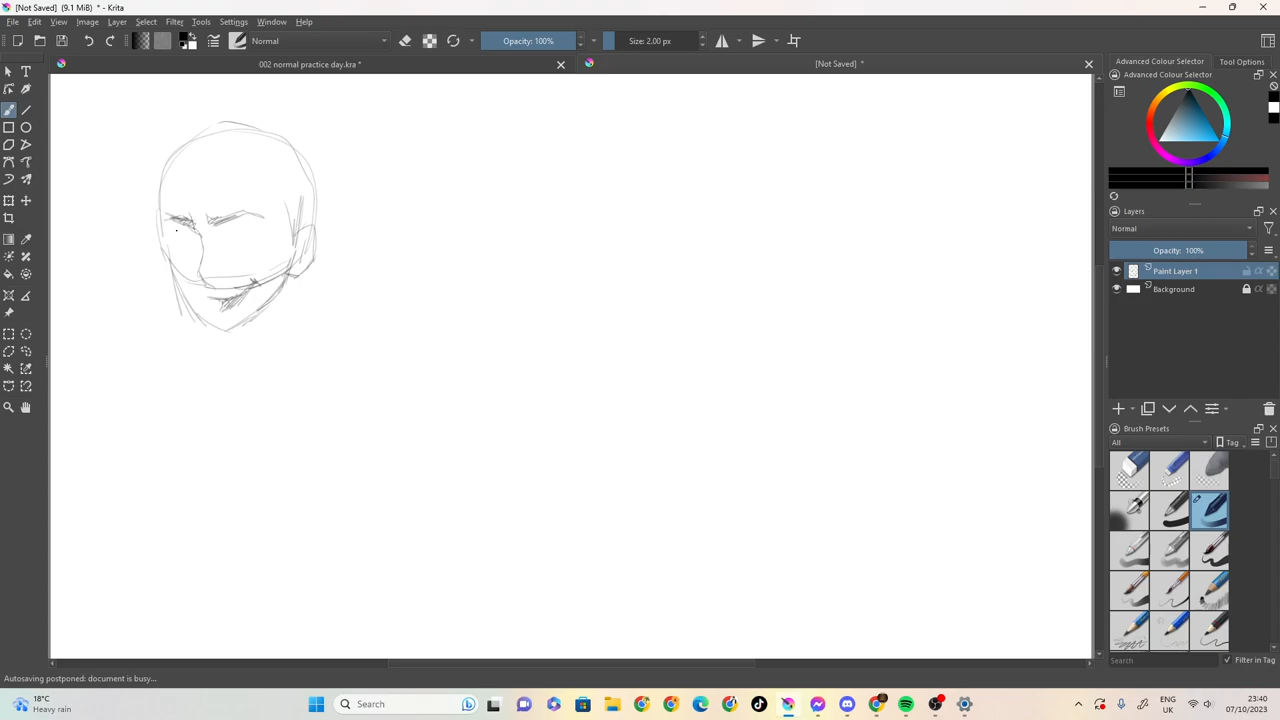 [Not Saved] (9.1 MiB) * - Krita
File Edit View Image Layer Select Filter Tools Settings Window Help
Normal Opacity: 100% Size: 2.00 px
002 normal practice day.kra * [Not Saved] *
Advanced Colour Selector Tool Options
Advanced Colour Selector
Layers
Normal
Opacity: 100%
Paint Layer 1
Background
Brush Presets
All Tag
Search Filter in Tag
Autosaving postponed: document is busy...
18°C
Heavy rain
Search
ENG
UK
23:40
07/10/2023